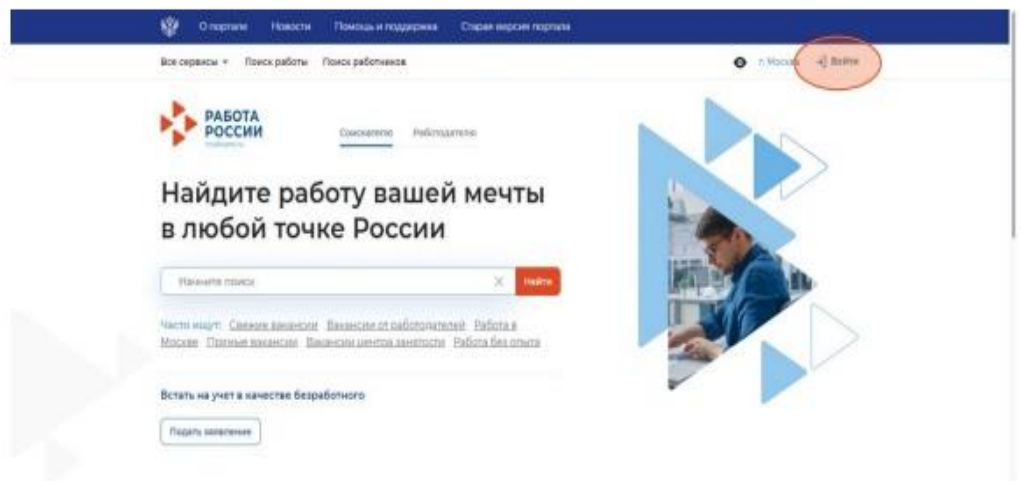 О портале Новости Помощь и поддержка Старая версия портала
Все сервисы Поиск работы Поиск работников г. Москва Войти
РАБОТА
РОССИИ
Соискателю Работодателю
Найдите работу вашей мечты
в любой точке России
Начните поиск Найти
Часто ищут: Свежие вакансии Вакансии от работодателей Работа в
Москве Прямые вакансии Вакансии центра занятости Работа без опыта
Встать на учет в качестве безработного
Подать заявление